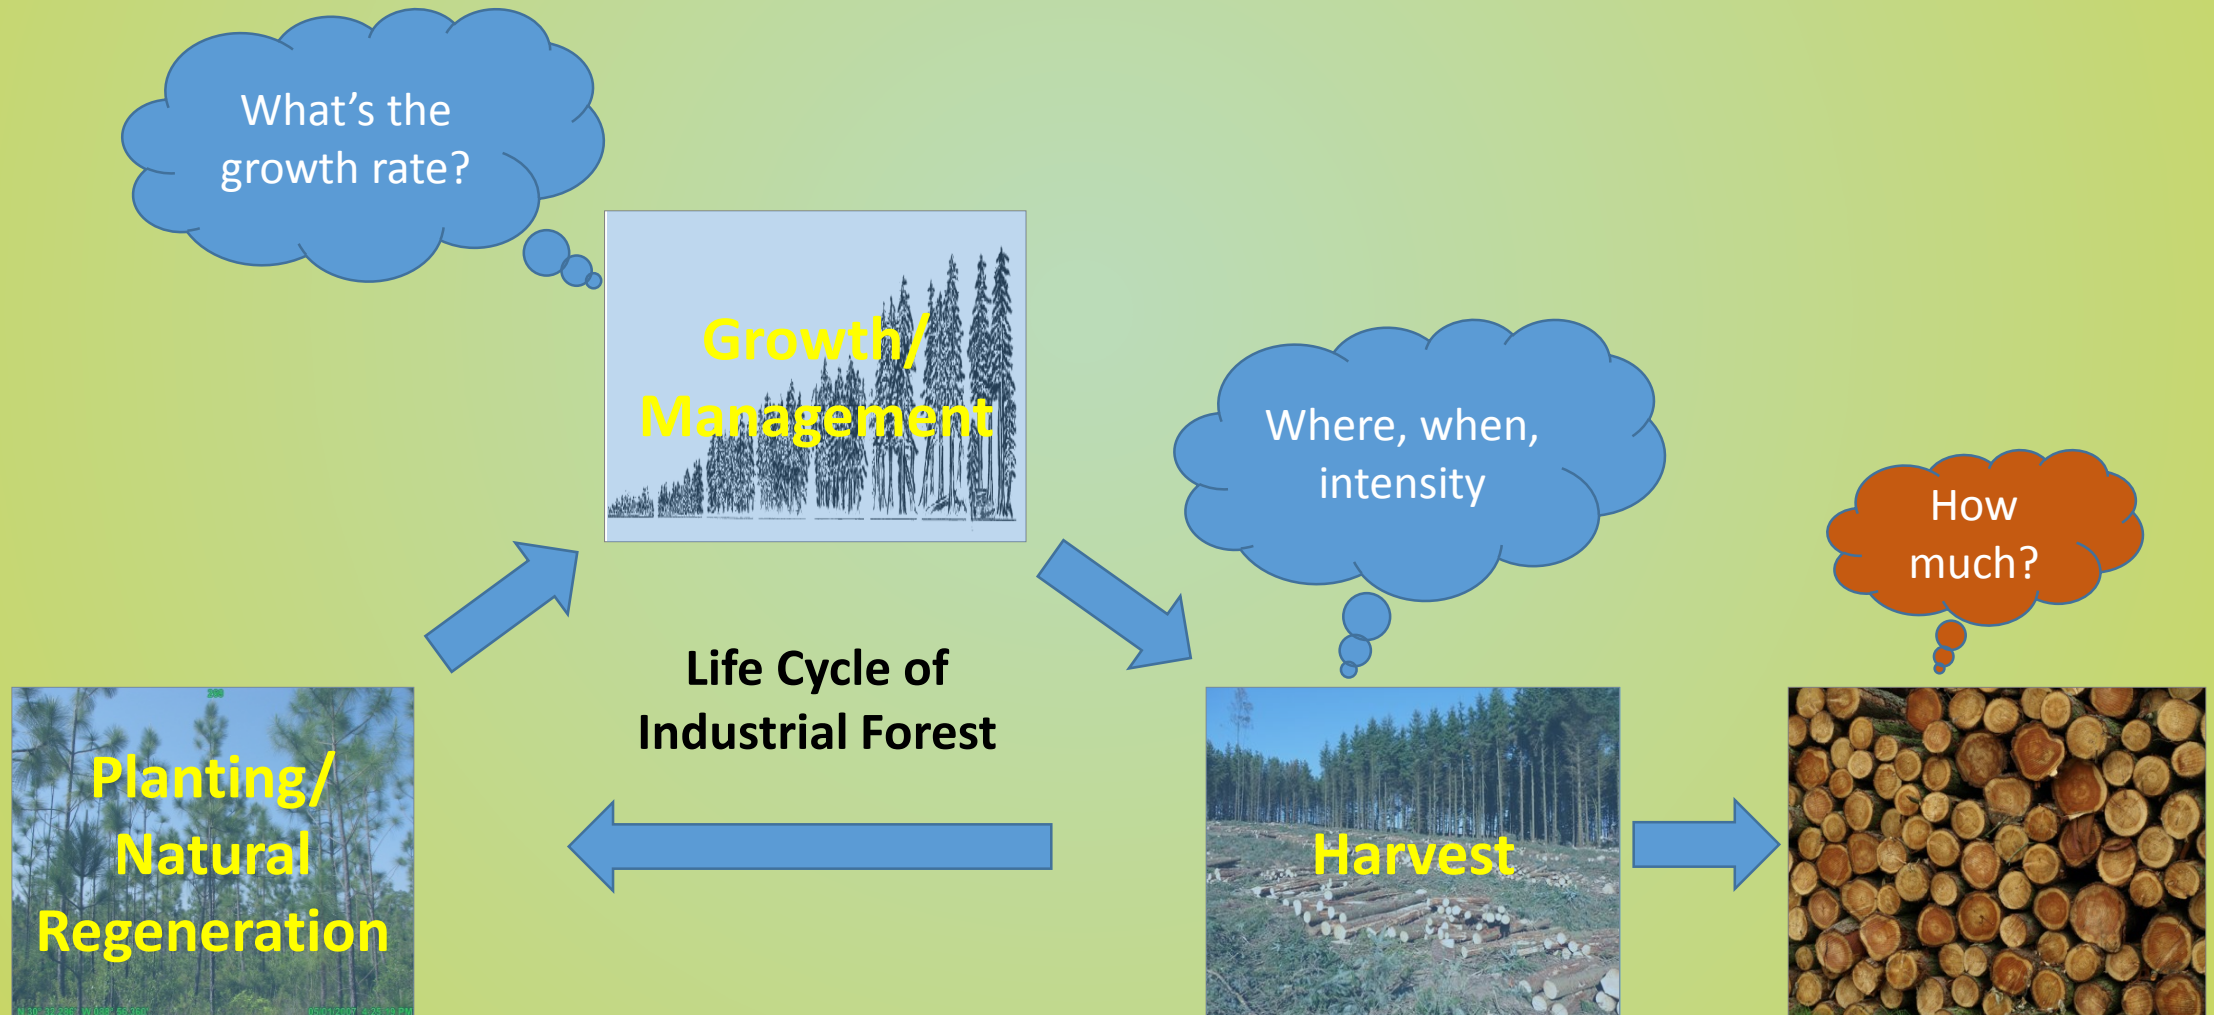 What's the
growth rate?
Growth/
Management
Where, when,
intensity
How
much?
Life Cycle of
Industrial Forest
Planting/
Natural
Regeneration
Harvest